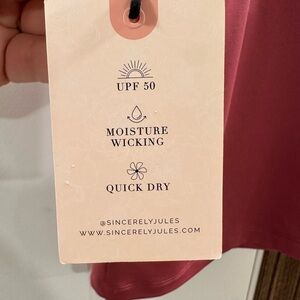 UPF 50
MOISTURE
WICKING
QUICK DRY
@SINCERELYJULES
WWW.SINCERELYJULES.COM